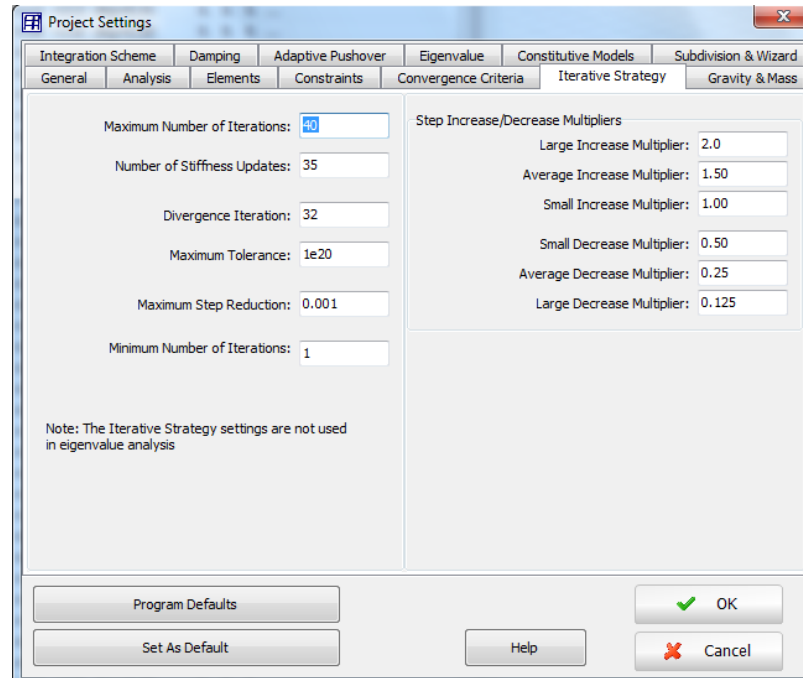 Project Settings
x
Integration Scheme Damping Adaptive Pushover Eigenvalue Constitutive Models Subdivision & Wizard
General Analysis Elements Constraints Convergence Criteria Iterative Strategy Gravity & Mass
Maximum Number of Iterations: 40
Number of Stiffness Updates: 35
Divergence Iteration: 32
Maximum Tolerance: 1e20
Maximum Step Reduction: 0.001
Minimum Number of Iterations: 1
Note: The Iterative Strategy settings are not used
in eigenvalue analysis
Step Increase/Decrease Multipliers
Large Increase Multiplier: 2.0
Average Increase Multiplier: 1.50
Small Increase Multiplier: 1.00
Small Decrease Multiplier: 0.50
Average Decrease Multiplier: 0.25
Large Decrease Multiplier: 0.125
Program Defaults
OK
Set As Default
Help
Cancel